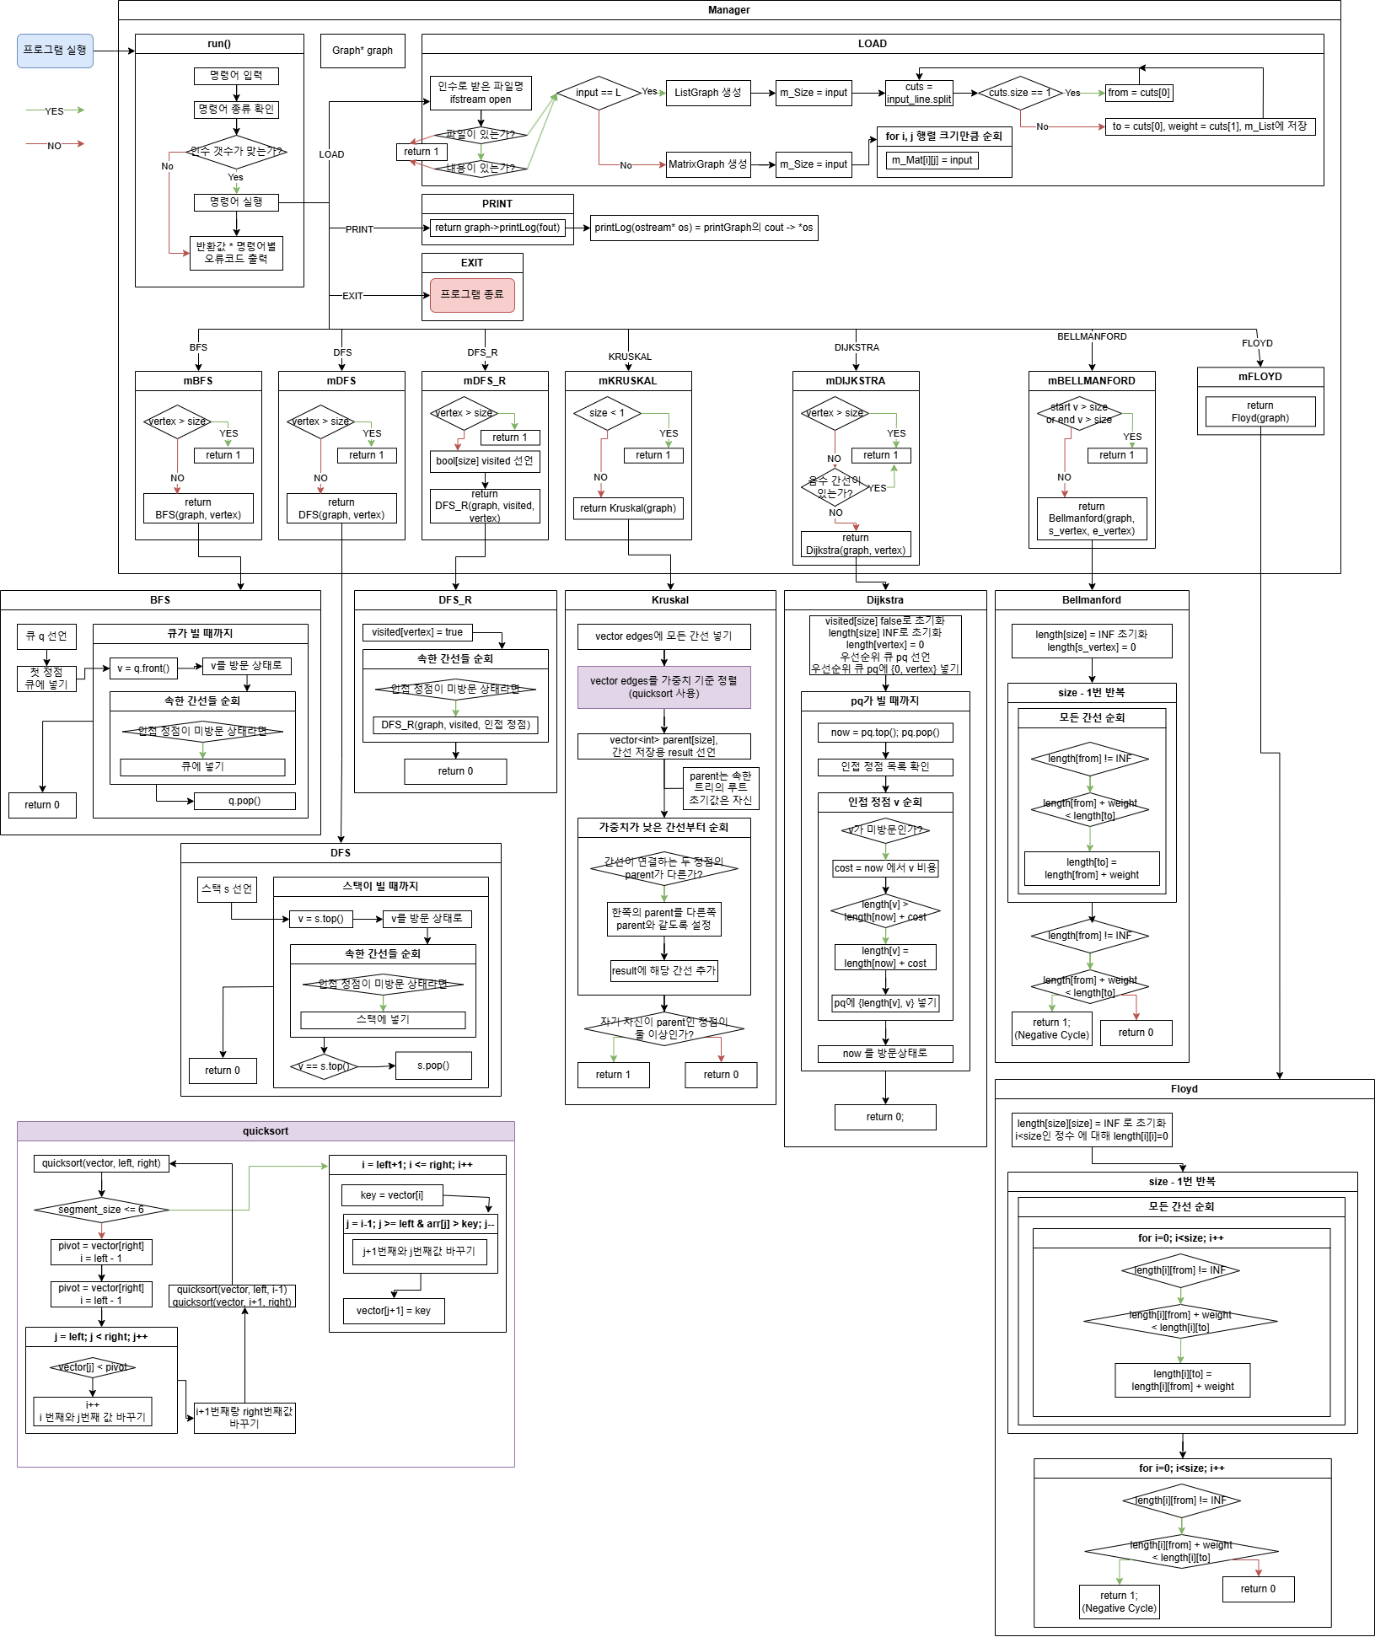 Manager
프로그램 실행
YES
NO
run()
명령어 입력
명령어 종류 확인
인수 갯수가 맞는가?
No
Yes
명령어 실행
반환값 * 명령어별
오류코드 출력
Graph* graph
LOAD
LOAD
인수로 받은 파일명
ifstream open
파일이 있는가?
return 1
내용이 있는가?
input == L
Yes
ListGraph 생성
m_Size = input
cuts =
input_line.split
cuts.size == 1
Yes
from = cuts[0]
No
to = cuts[0], weight = cuts[1], m_List에 저장
No
MatrixGraph 생성
m_Size = input
for i, j 행렬 크기만큼 순회
m_Mat[i][j] = input
PRINT
PRINT
return graph->printLog(fout)
printLog(ostream* os) = printGraph의 cout -> *os
EXIT
EXIT
프로그램 종료
BFS
DFS
DFS_R
KRUSKAL
DIJKSTRA
BELLMANFORD
FLOYD
mBFS
vertex > size
YES
return 1
NO
return
BFS(graph, vertex)
mDFS
vertex > size
YES
return 1
NO
return
DFS(graph, vertex)
mDFS_R
vertex > size
return 1
bool[size] visited 선언
return
DFS_R(graph, visited,
vertex)
mKRUSKAL
size < 1
YES
return 1
NO
return Kruskal(graph)
mDIJKSTRA
vertex > size
YES
return 1
NO
음수 간선이
있는가?
YES
NO
return
Dijkstra(graph, vertex)
mBELLMANFORD
start v > size
or end v > size
YES
return 1
NO
return
Bellmanford(graph,
s_vertex, e_vertex)
mFLOYD
return
Floyd(graph)
BFS
큐 q 선언
첫 정점
큐에 넣기
큐가 빌 때까지
v = q.front()
v를 방문 상태로
속한 간선들 순회
인접 정점이 미방문 상태라면
큐에 넣기
q.pop()
return 0
DFS_R
visited[vertex] = true
속한 간선들 순회
인접 정점이 미방문 상태라면
DFS_R(graph, visited, 인접 정점)
return 0
Kruskal
vector edges에 모든 간선 넣기
vector edges를 가중치 기준 정렬
(quicksort 사용)
vector<int> parent[size],
간선 저장용 result 선언
parent는 속한
트리의 루트
초기값은 자신
가중치가 낮은 간선부터 순회
간선이 연결하는 두 정점의
parent가 다른가?
한쪽의 parent를 다른쪽
parent와 같도록 설정
result에 해당 간선 추가
자기 자신이 parent인 정점이
둘 이상인가?
return 1
return 0
Dijkstra
visited[size] false로 초기화
length[size] INF로 초기화
length[vertex] = 0
우선순위 큐 pq 선언
우선순위 큐 pq에 {0, vertex} 넣기
pq가 빌 때까지
now = pq.top(); pq.pop()
인접 정점 목록 확인
인접 정점 v 순회
v가 미방문인가?
cost = now 에서 v 비용
length[v] >
length[now] + cost
length[v] =
length[now] + cost
pq에 {length[v], v} 넣기
now 를 방문상태로
return 0;
Bellmanford
length[size] = INF 초기화
length[s_vertex] = 0
size - 1번 반복
모든 간선 순회
length[from] != INF
length[from] + weight
< length[to]
length[to] =
length[from] + weight
length[from] != INF
length[from] + weight
< length[to]
return 1;
(Negative Cycle)
return 0
DFS
스택 s 선언
스택이 빌 때까지
v = s.top()
v를 방문 상태로
속한 간선들 순회
인접 정점이 미방문 상태라면
스택에 넣기
v == s.top()
s.pop()
return 0
Floyd
length[size][size] = INF 로 초기화
i<size인 정수 에 대해 length[i][i]=0
size - 1번 반복
모든 간선 순회
for i=0; i<size; i++
length[i][from] != INF
length[i][from] + weight
< length[i][to]
length[i][to] =
length[i][from] + weight
for i=0; i<size; i++
length[i][from] != INF
length[i][from] + weight
< length[i][to]
return 1;
(Negative Cycle)
return 0
quicksort
quicksort(vector, left, right)
segment_size <= 6
pivot = vector[right]
i = left - 1
pivot = vector[right]
i = left - 1
j = left; j < right; j++
vector[j] < pivot
i++
i 번째와 j번째 값 바꾸기
i+1번째랑 right번째값
바꾸기
quicksort(vector, left, i-1)
quicksort(vector, i+1, right)
i = left+1; i <= right; i++
key = vector[i]
j = i-1; j >= left & arr[j] > key; j--
j+1번째와 j번째값 바꾸기
vector[j+1] = key